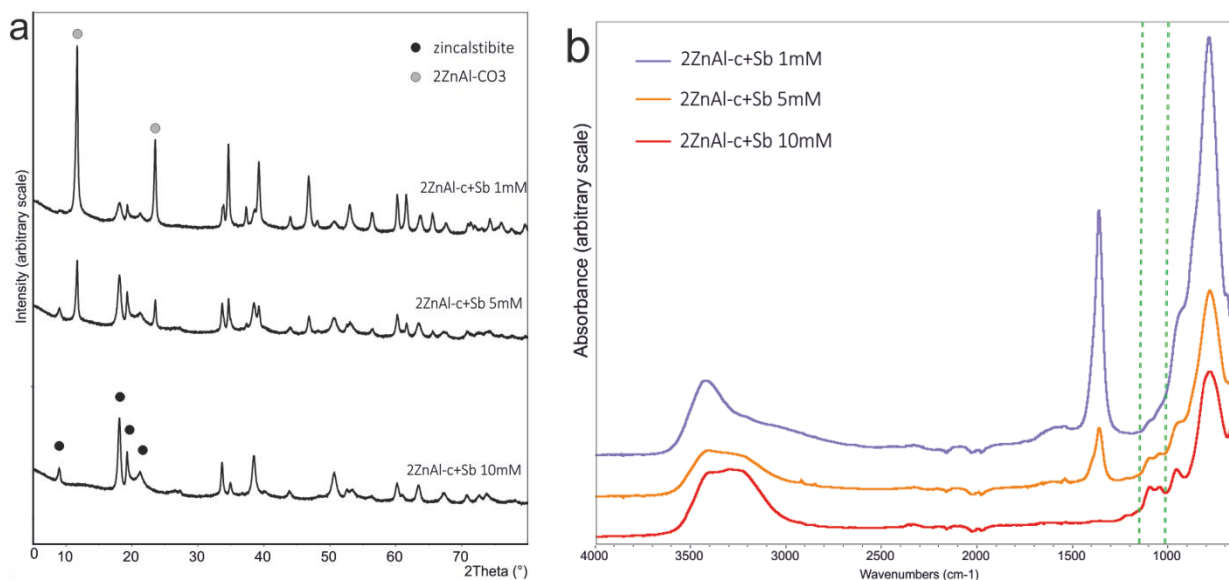 a
zincalstibite
2ZnAl-CO3
2ZnAl-c+Sb 1mM
2ZnAl-c+Sb 5mM
2ZnAl-c+Sb 10mM
Intensity (arbitrary scale)
0 10 20 30 40 50 60 70
2Theta (°)
b
2ZnAl-c+Sb 1mM
2ZnAl-c+Sb 5mM
2ZnAl-c+Sb 10mM
Absorbance (arbitrary scale)
4000 3500 3000 2500 2000 1500 1000
Wavenumbers (cm-1)